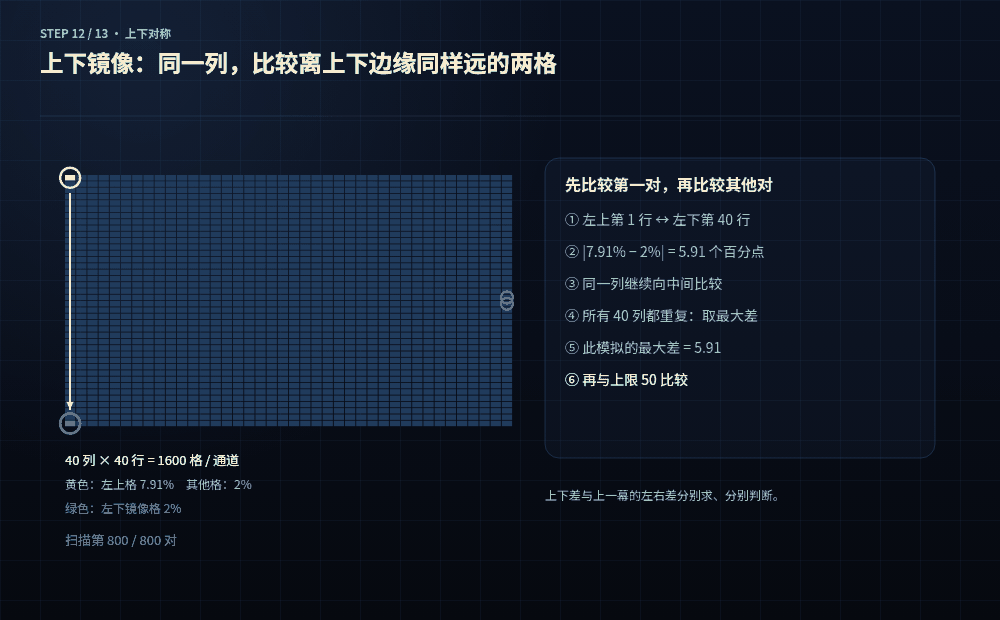 STEP 12 / 13 · 上下对称
上下镜像：同一列，比较离上下边缘同样远的两格
先比较第一对，再比较其他对
① 左上第 1 行 ↔ 左下第 40 行
② |7.91% − 2%| = 5.91 个百分点
③ 同一列继续向中间比较
④ 所有 40 列都重复：取最大差
⑤ 此模拟的最大差 = 5.91
⑥ 再与上限 50 比较
40 列 × 40 行 = 1600 格 / 通道
黄色：左上格 7.91% 其他格：2%
绿色：左下镜像格 2%
上下差与上一幕的左右差分别求、分别判断。
扫描第 800 / 800 对